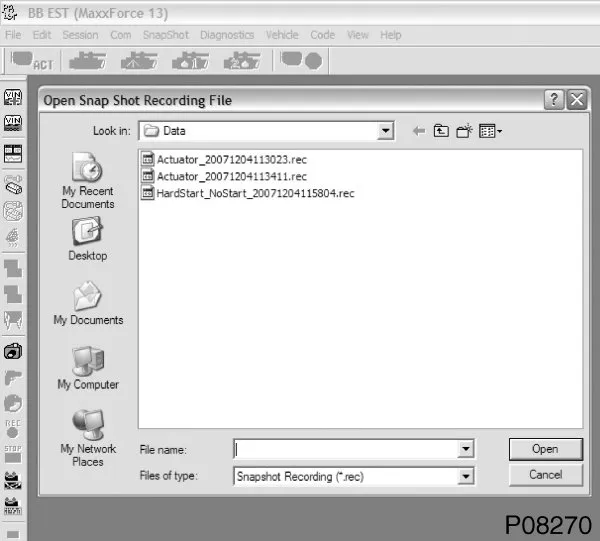 BB EST (MaxxForce 13)
File Edit Session Com SnapShot Diagnostics Vehicle Code View Help
ACT
Open Snap Shot Recording File
Look in: Data
VIN
VIN
My Recent
Documents
Desktop
My Documents
My Computer
My Network
Places
Actuator_20071204113023.rec
Actuator_20071204113411.rec
HardStart_NoStart_20071204115804.rec
REC
STOP
File name: Open
Files of type: Snapshot Recording (*.rec) Cancel
P08270